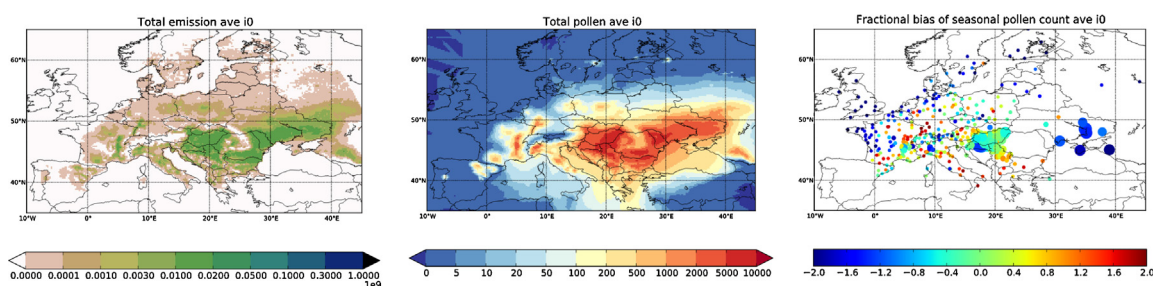 Total emission ave i0
60°N
50°N
40°N
10°W 0° 10°E 20°E 30°E 40°E
0.0000 0.0001 0.0010 0.0030 0.0100 0.0200 0.0500 0.1000 0.3000 1.0000
1e9
Total pollen ave i0
60°N
50°N
40°N
10°W 0° 10°E 20°E 30°E 40°E
0 5 10 20 50 100 200 500 1000 2000 5000 10000
Fractional bias of seasonal pollen count ave i0
60°N
50°N
40°N
10°W 0° 10°E 20°E 30°E 40°E
−2.0 −1.6 −1.2 −0.8 −0.4 0.0 0.4 0.8 1.2 1.6 2.0